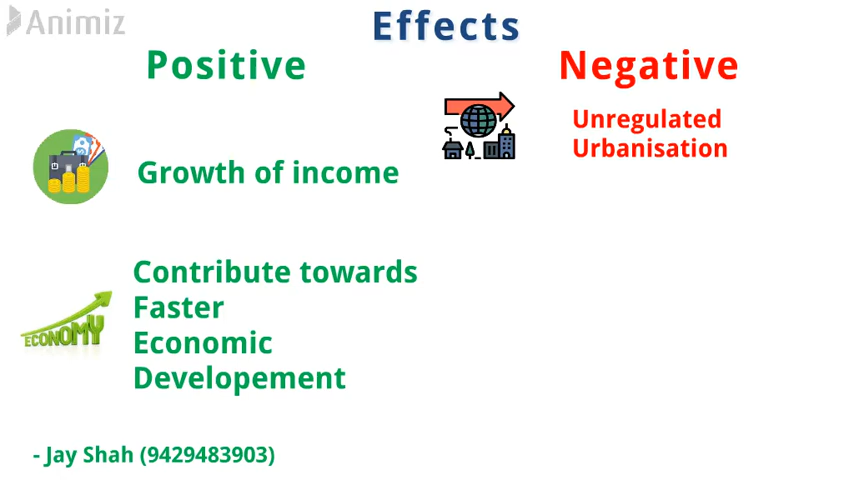 Animiz
Effects
Positive
Negative
Unregulated
Urbanisation
Growth of income
Contribute towards
Faster
Economic
Developement
ECONOMY
- Jay Shah (9429483903)